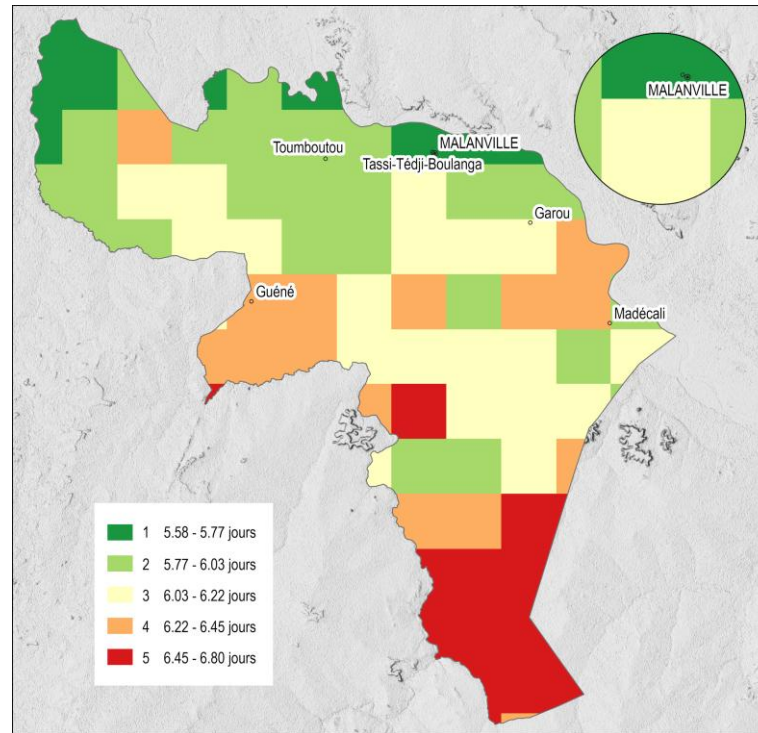 MALANVILLE
Toumboutou
MALANVILLE
Tassi-Tédji-Boulanga
Garou
Guéné
Madécali
1 5.58 - 5.77 jours
2 5.77 - 6.03 jours
3 6.03 - 6.22 jours
4 6.22 - 6.45 jours
5 6.45 - 6.80 jours